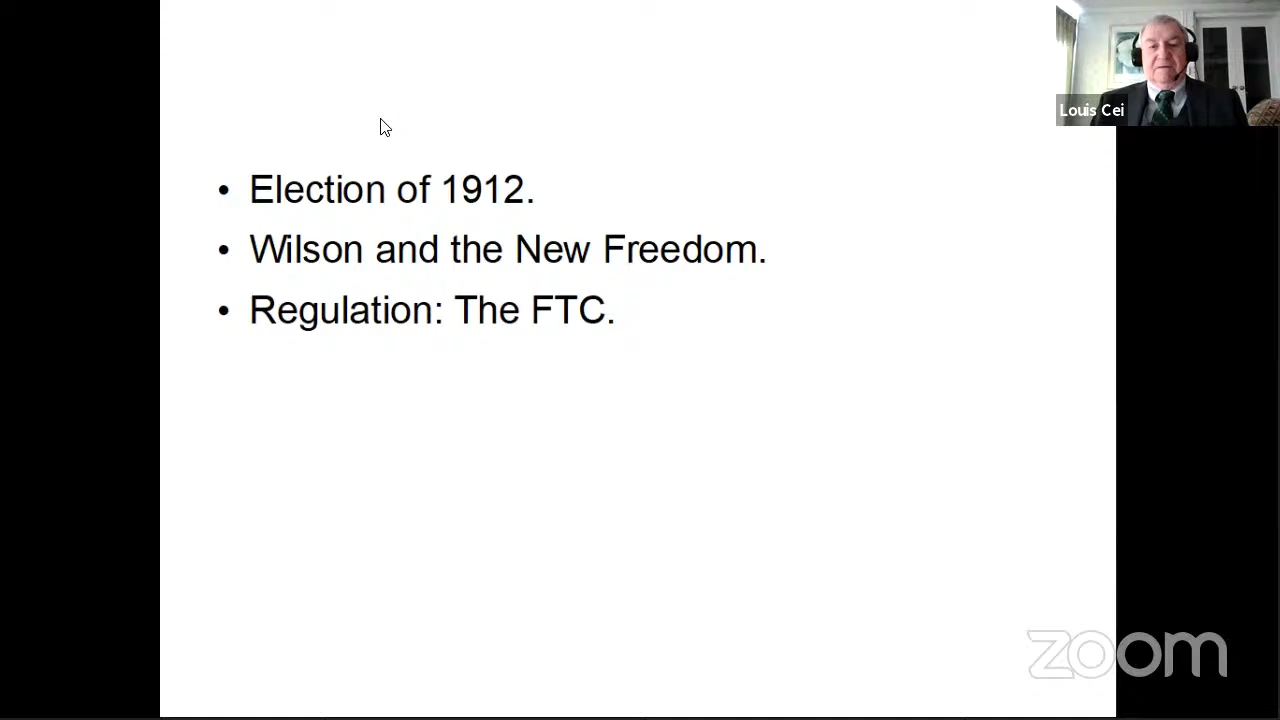 Louis Cei
• Election of 1912.
• Wilson and the New Freedom.
• Regulation: The FTC.
zoom